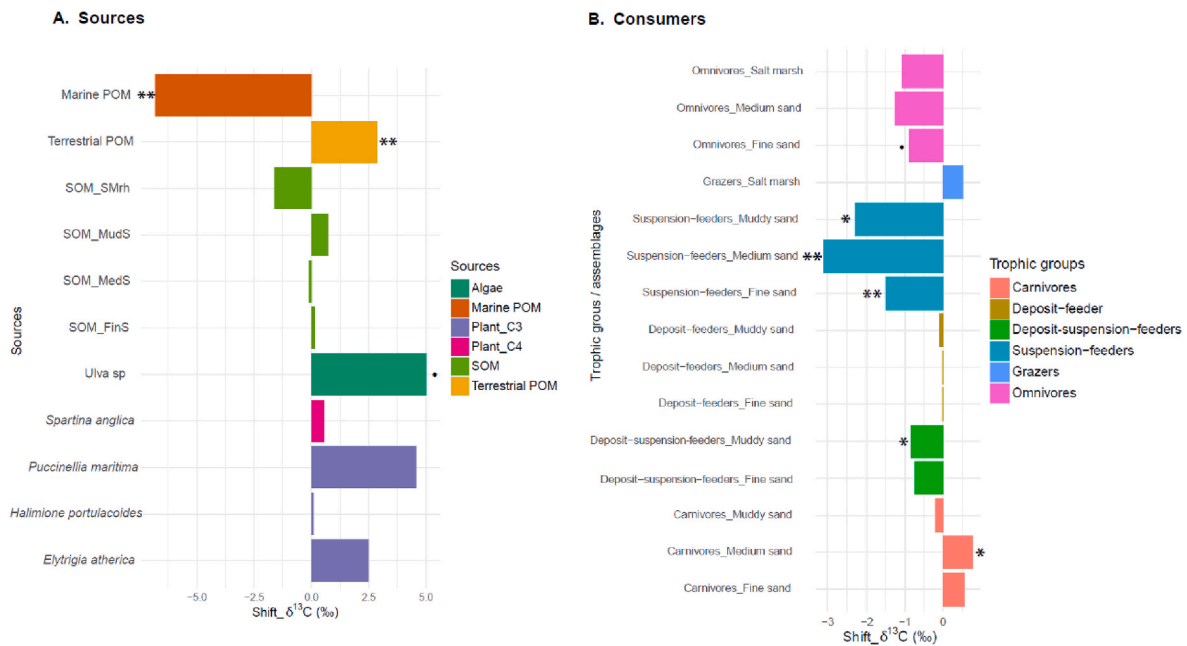 A. Sources
Marine POM
**
Terrestrial POM
**
SOM_SMrh
SOM_MudS
SOM_MedS
SOM_FinS
Ulva sp
•
Spartina anglica
Puccinellia maritima
Halimione portulacoides
Elytrigia atherica
Sources
−5.0 −2.5 0.0 2.5 5.0
Shift_ δ¹³C (‰)
Sources
Algae
Marine POM
Plant_C3
Plant_C4
SOM
Terrestrial POM
B. Consumers
Omnivores_Salt marsh
Omnivores_Medium sand
Omnivores_Fine sand
•
Grazers_Salt marsh
Suspension−feeders_Muddy sand
*
Suspension−feeders_Medium sand
**
Suspension−feeders_Fine sand
**
Deposit−feeders_Muddy sand
Deposit−feeders_Medium sand
Deposit−feeders_Fine sand
Deposit−suspension−feeders_Muddy sand
*
Deposit−suspension−feeders_Fine sand
Carnivores_Muddy sand
Carnivores_Medium sand
*
Carnivores_Fine sand
Trophic grous / assemblages
−3 −2 −1 0
Shift_ δ¹³C (‰)
Trophic groups
Carnivores
Deposit−feeder
Deposit−suspension−feeders
Suspension−feeders
Grazers
Omnivores